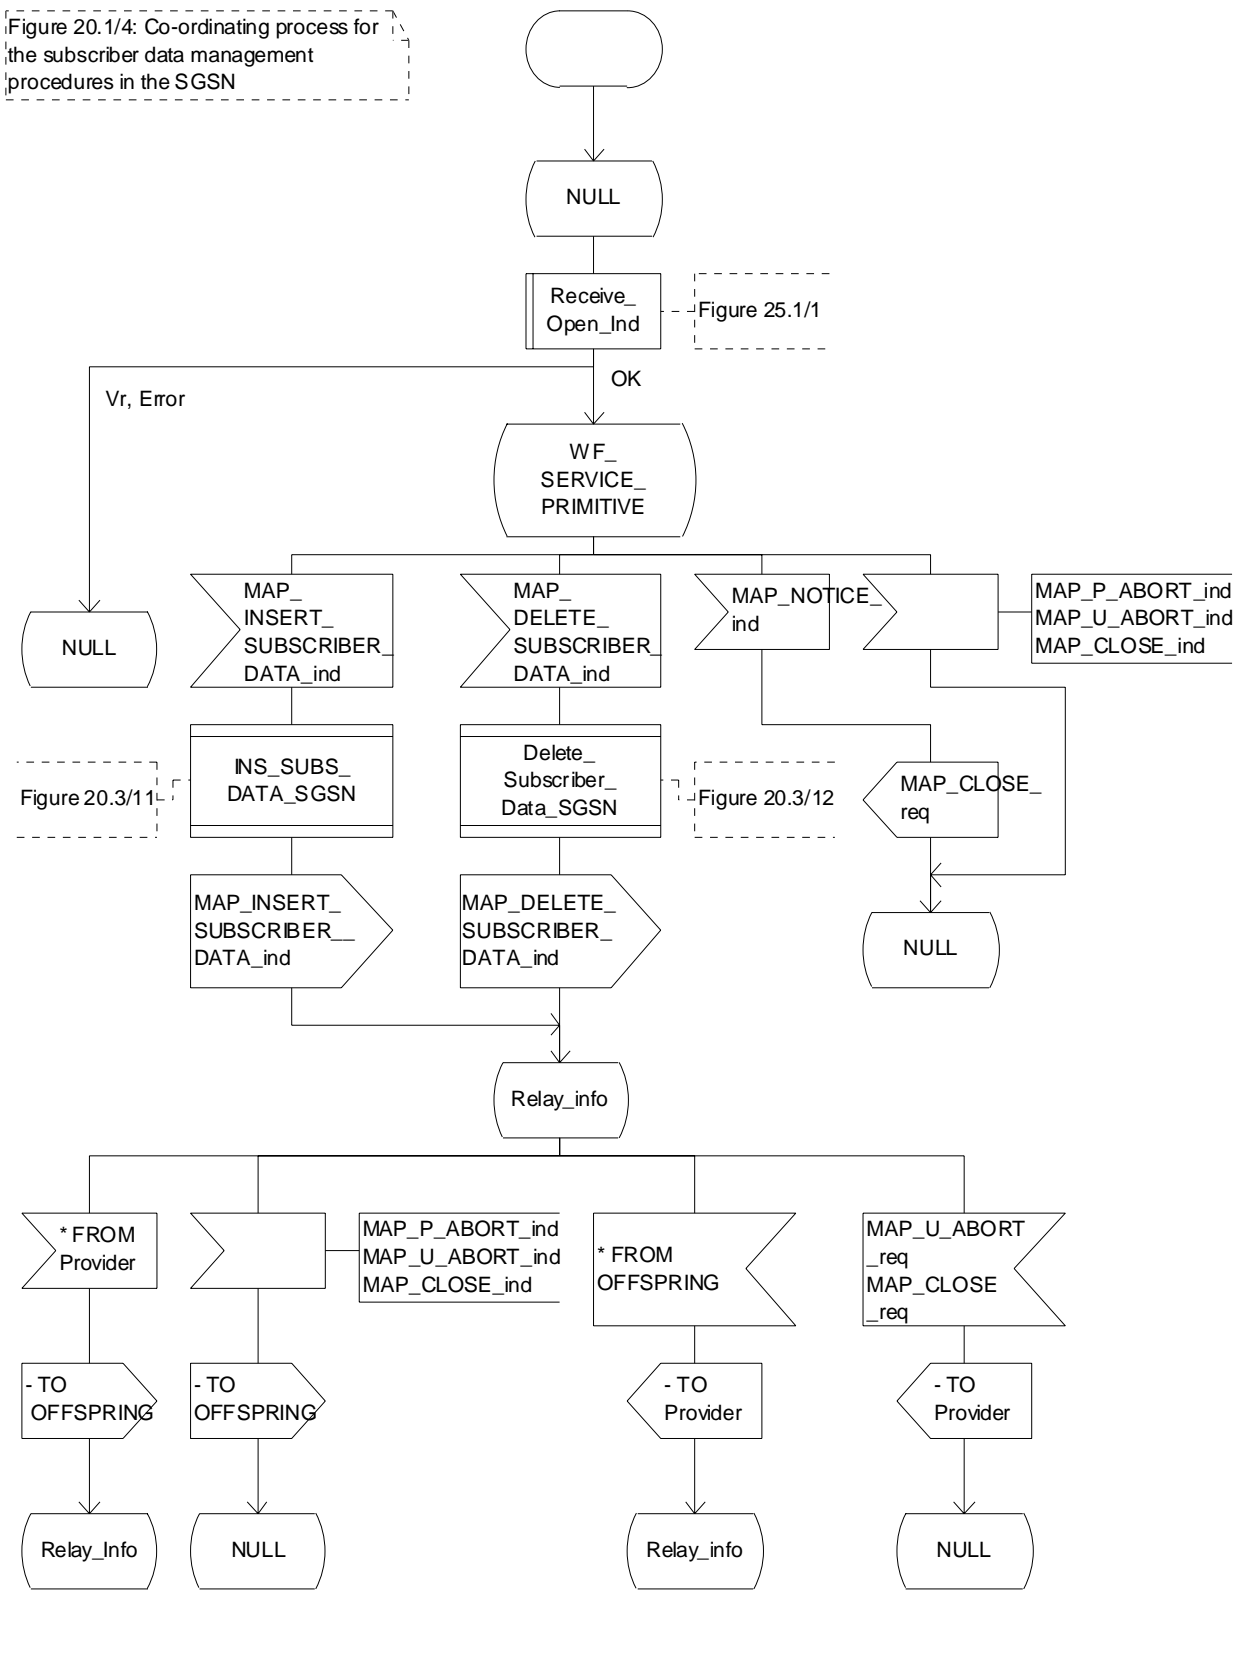 Figure 20.1/4: Co-ordinating process for
the subscriber data management
procedures in the SGSN
NULL
Receive_
Open_Ind
Figure 25.1/1
OK
Vr, Error
WF_
SERVICE_
PRIMITIVE
MAP_
INSERT_
SUBSCRIBER_
DATA_ind
MAP_
DELETE_
SUBSCRIBER_
DATA_ind
MAP_NOTICE_
ind
MAP_P_ABORT_ind
MAP_U_ABORT_ind
MAP_CLOSE_ind
NULL
Figure 20.3/11
INS_SUBS_
DATA_SGSN
Delete_
Subscriber_
Data_SGSN
Figure 20.3/12
MAP_CLOSE_
req
MAP_INSERT_
SUBSCRIBER__
DATA_ind
MAP_DELETE_
SUBSCRIBER_
DATA_ind
NULL
Relay_info
* FROM
Provider
MAP_P_ABORT_ind
MAP_U_ABORT_ind
MAP_CLOSE_ind
* FROM
OFFSPRING
MAP_U_ABORT
_req
MAP_CLOSE
_req
- TO
OFFSPRING
- TO
OFFSPRING
- TO
Provider
- TO
Provider
Relay_Info
NULL
Relay_info
NULL